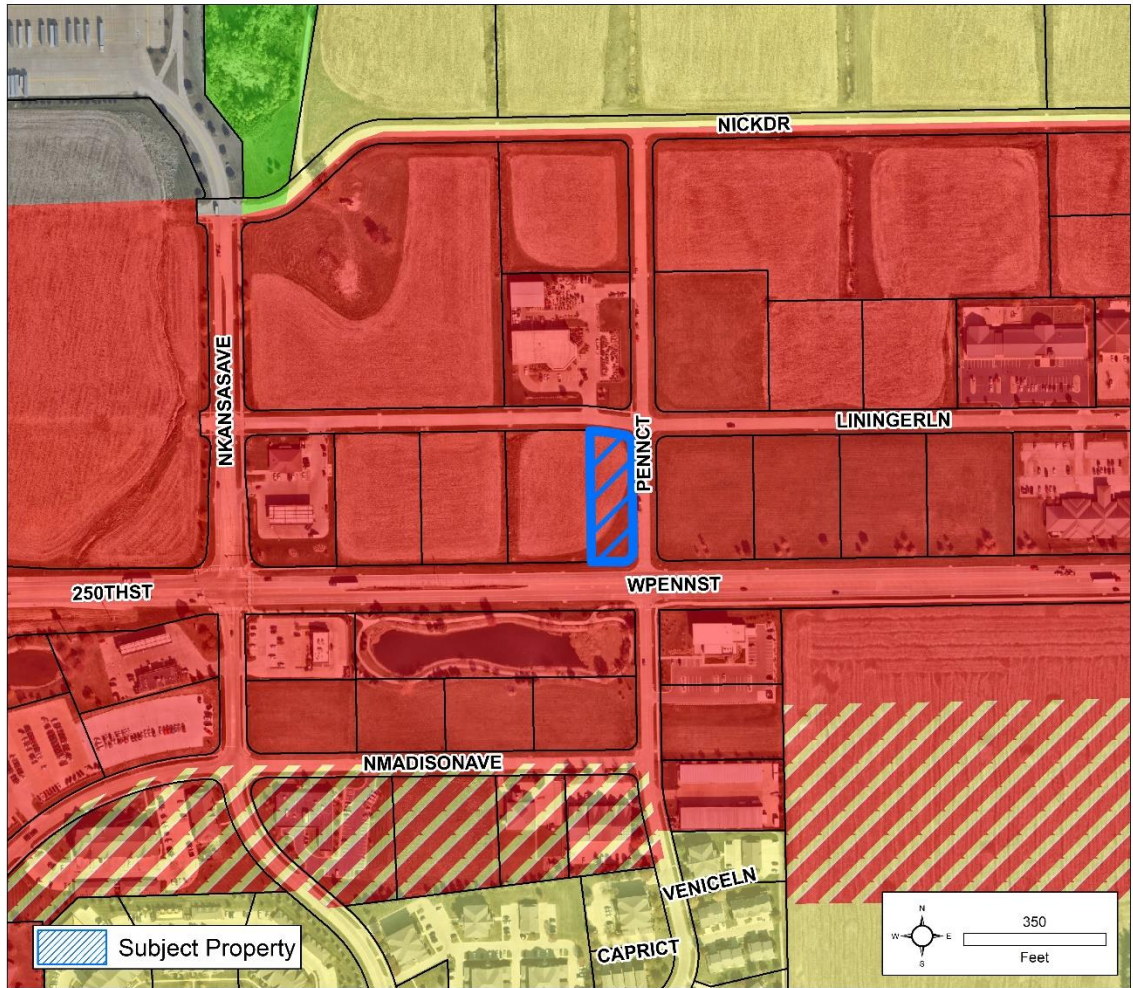 NICKDR
NKANSASAVE
PENNCT
LININGERLN
250THST
WPENNST
NMADISONAVE
VENICELN
CAPRICT
Subject Property
N
W
E
S
350
Feet